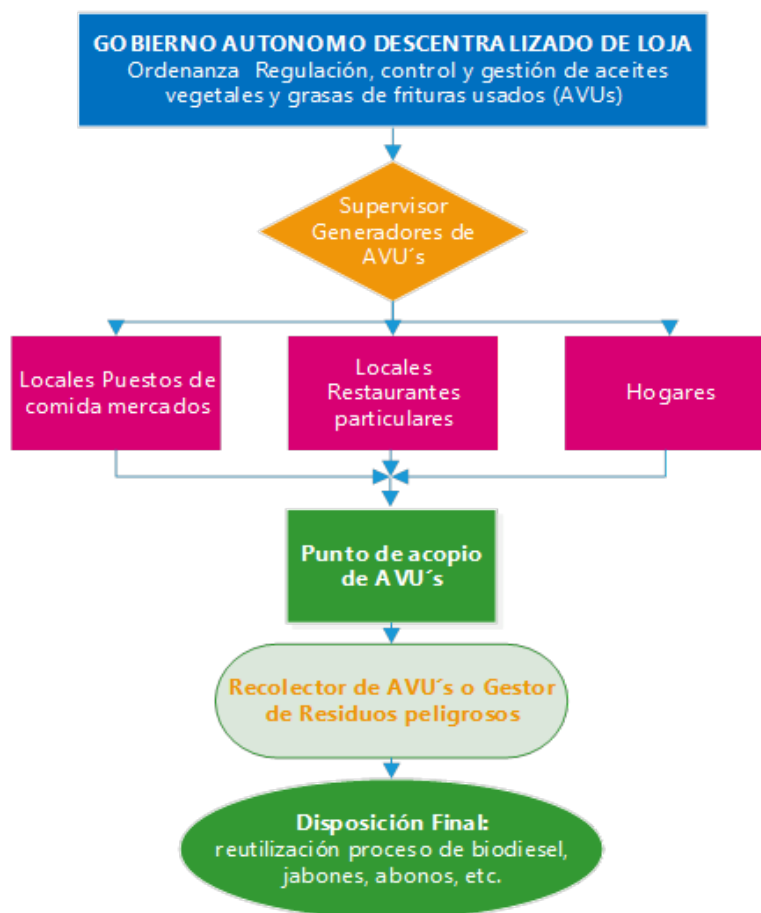 GOBIERNO AUTONOMO DESCENTRALIZADO DE LOJA
Ordenanza Regulación, control y gestión de aceites
vegetales y grasas de frituras usados (AVUs)
Supervisor
Generadores de
AVU´s
Locales Puestos de
comida mercados
Locales
Restaurantes
particulares
Hogares
Punto de acopio
de AVU´s
Recolector de AVU´s o Gestor
de Residuos peligrosos
Disposición Final:
reutilización proceso de biodiesel,
jabones, abonos, etc.